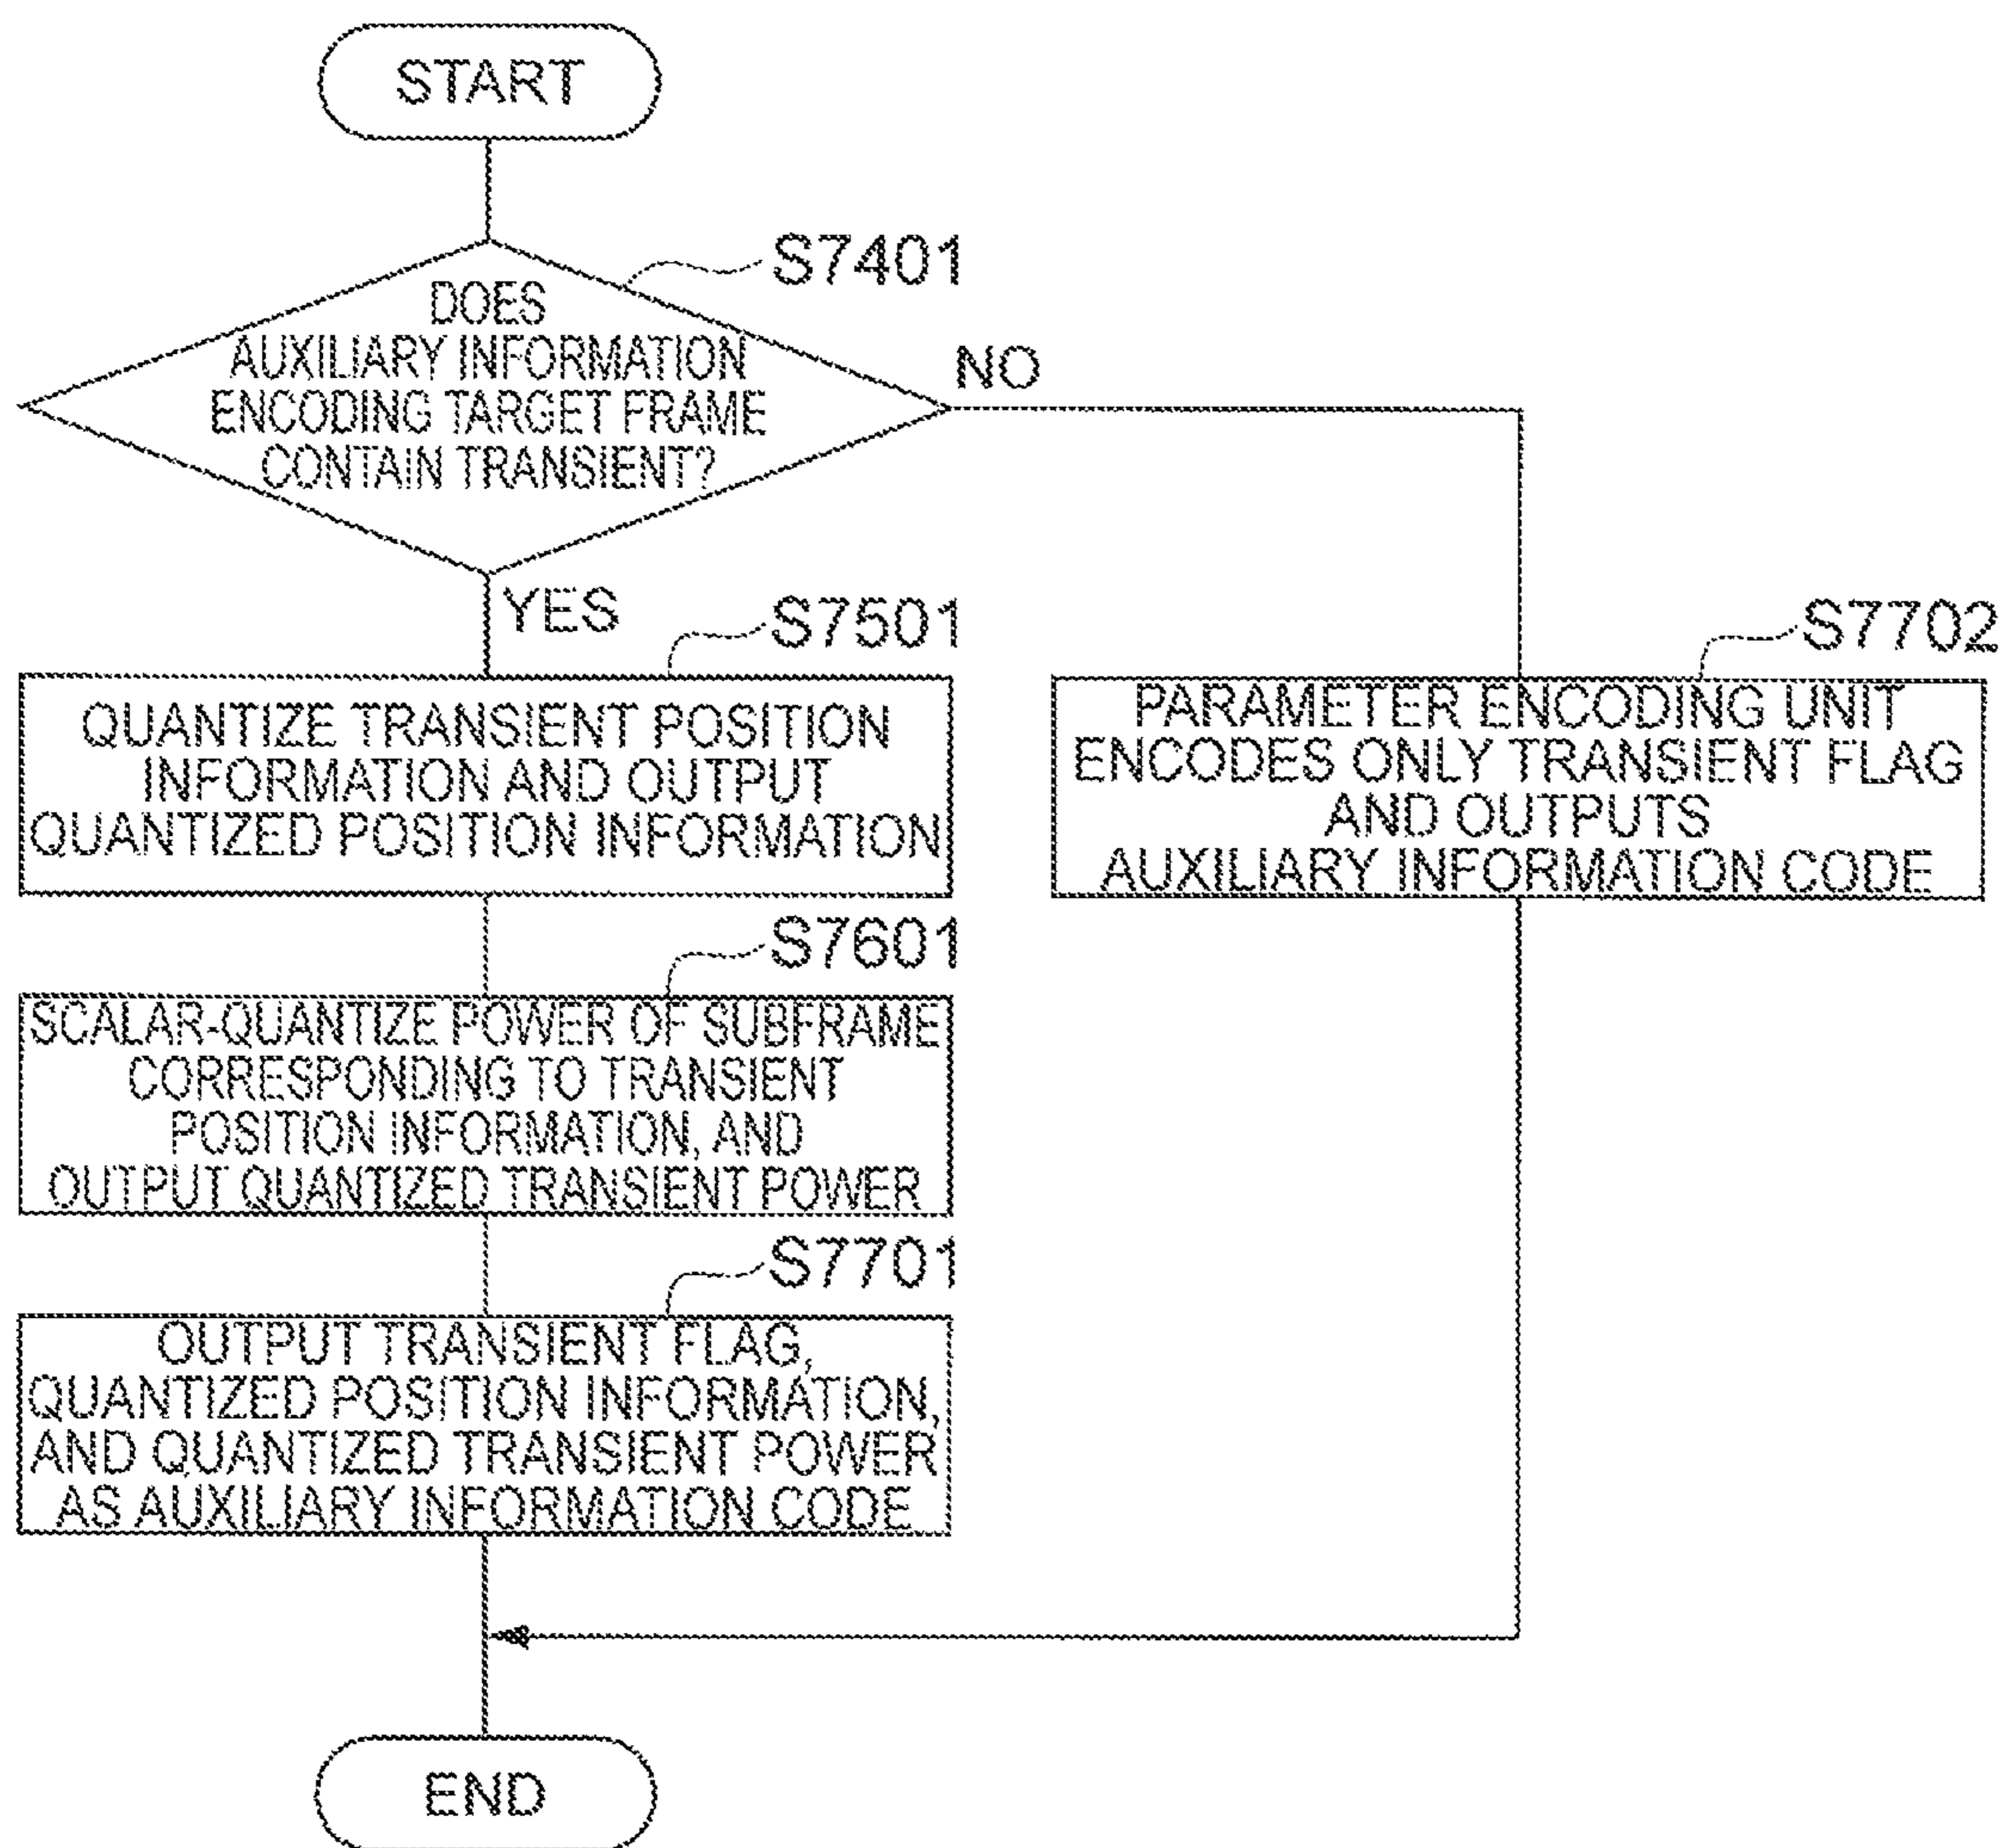 START
S7401
DOES
AUXILIARY INFORMATION
ENCODING TARGET FRAME
CONTAIN TRANSIENT?
NO
YES
S7501
QUANTIZE TRANSIENT POSITION
INFORMATION AND OUTPUT
QUANTIZED POSITION INFORMATION
S7702
PARAMETER ENCODING UNIT
ENCODES ONLY TRANSIENT FLAG
AND OUTPUTS
AUXILIARY INFORMATION CODE
S7601
SCALAR-QUANTIZE POWER OF SUBFRAME
CORRESPONDING TO TRANSIENT
POSITION INFORMATION, AND
OUTPUT QUANTIZED TRANSIENT POWER
S7701
OUTPUT TRANSIENT FLAG,
QUANTIZED POSITION INFORMATION,
AND QUANTIZED TRANSIENT POWER
AS AUXILIARY INFORMATION CODE
END